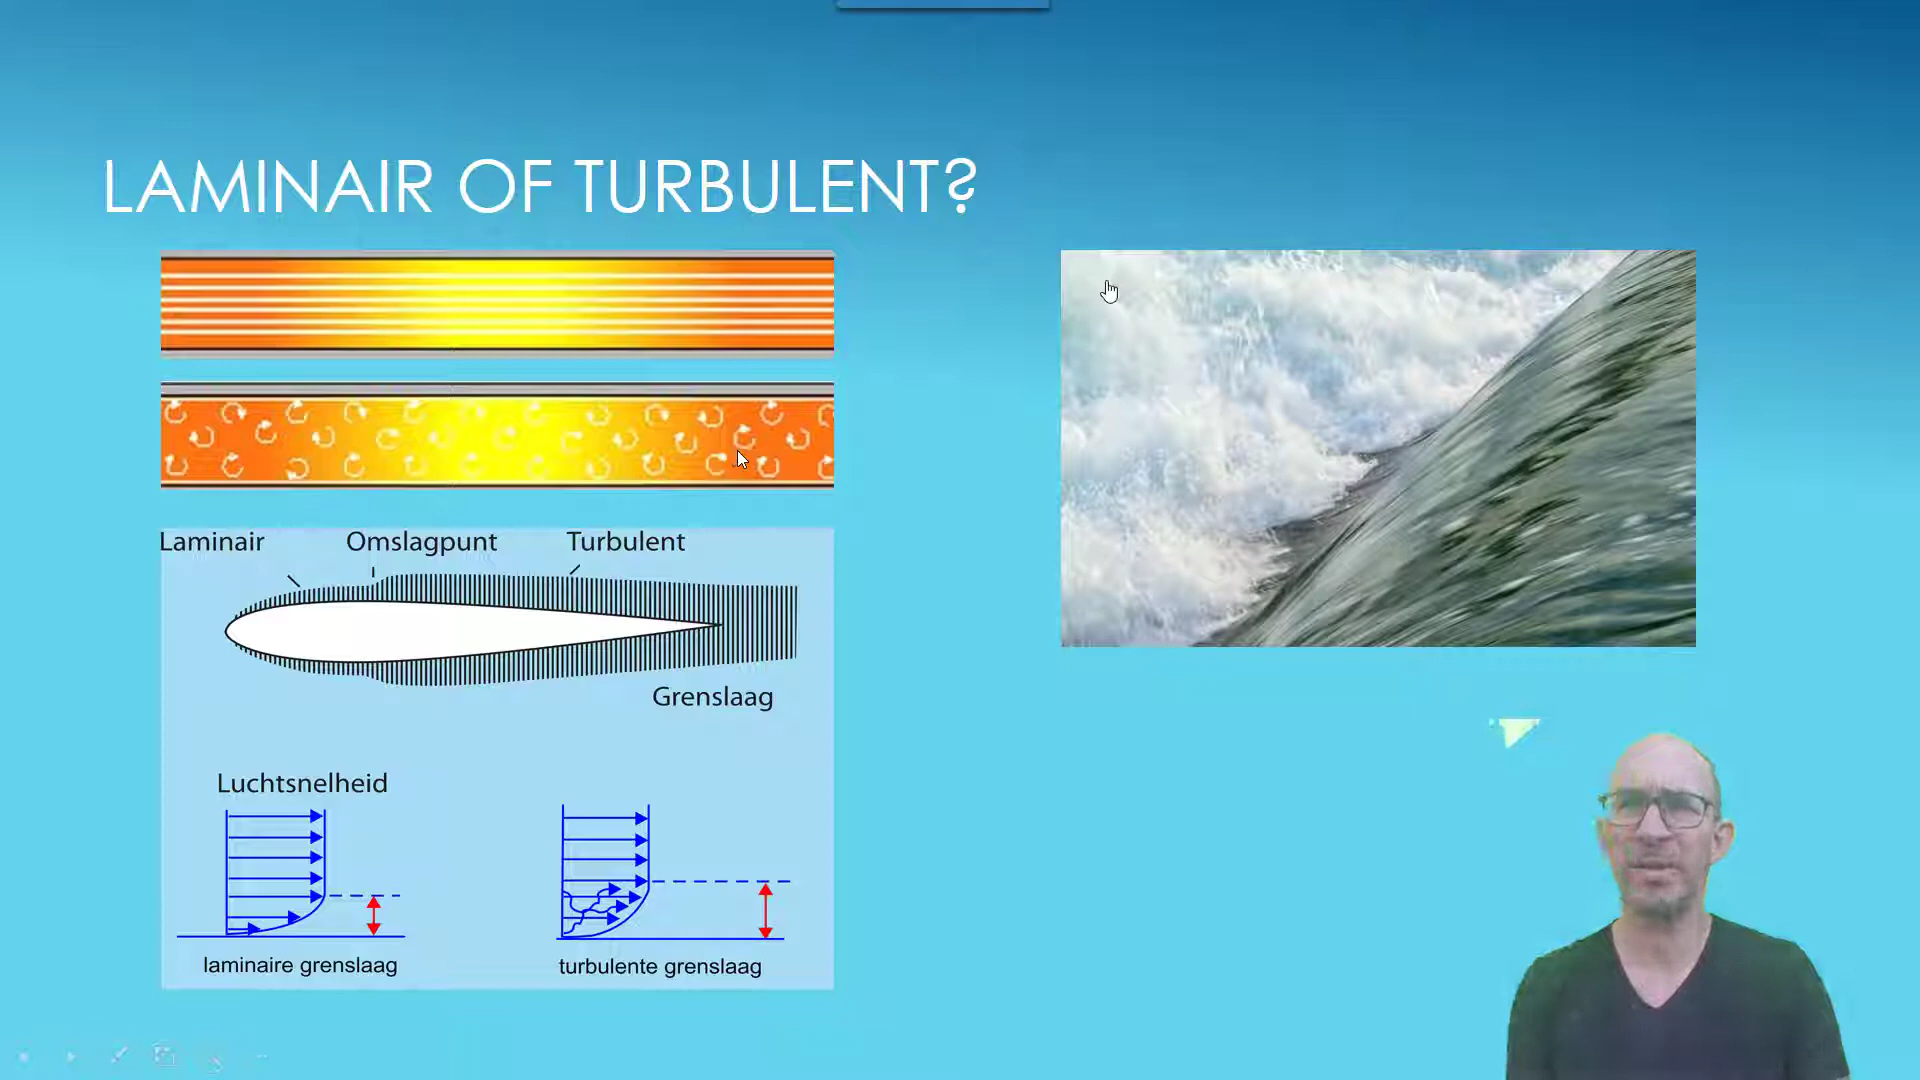 LAMINAIR OF TURBULENT?
Laminair Omslagpunt Turbulent
Grenslaag
Luchtsnelheid
laminaire grenslaag turbulente grenslaag